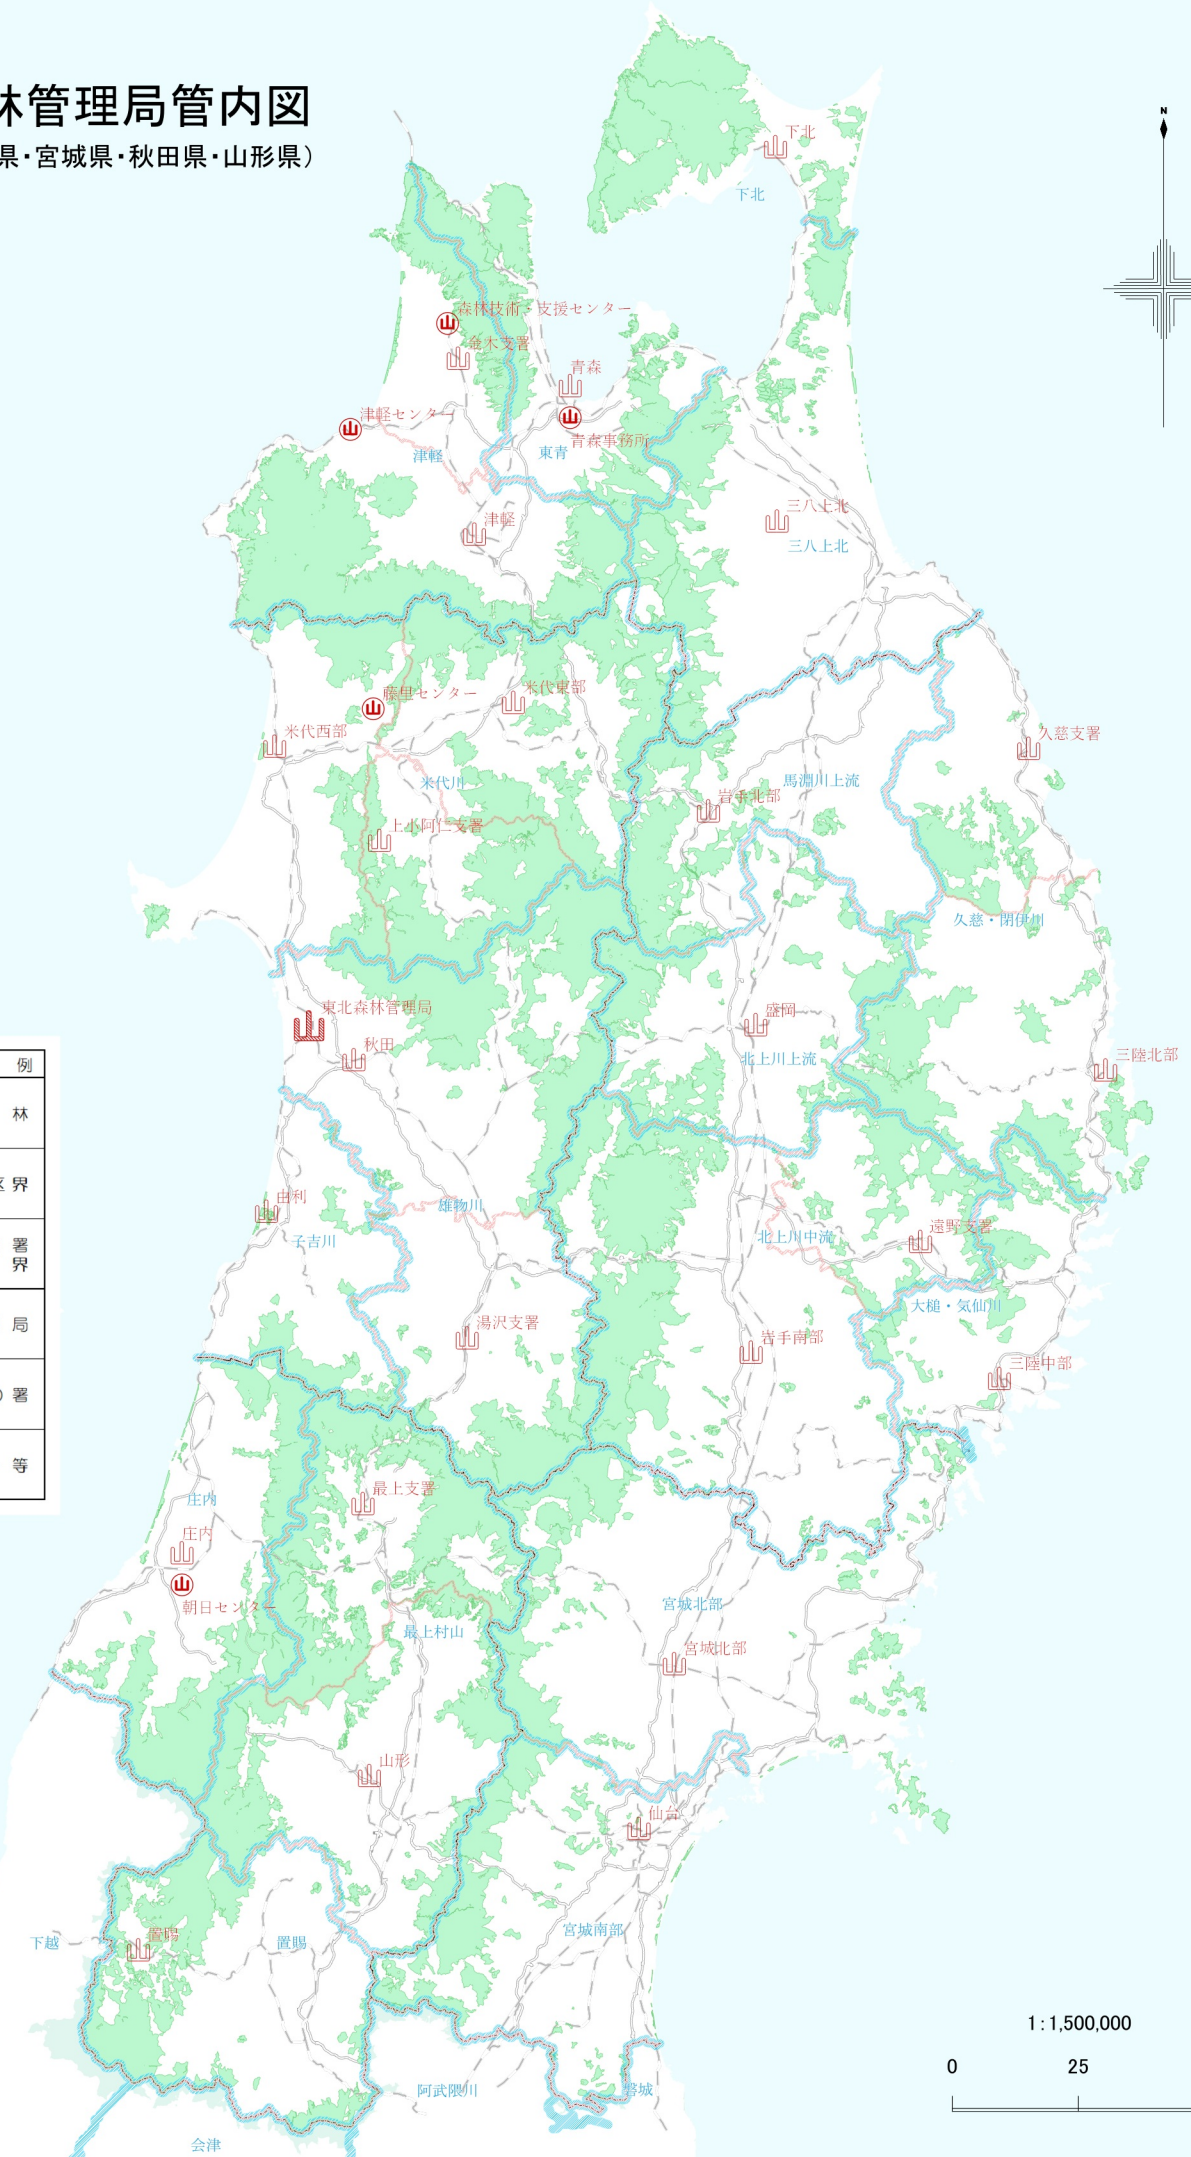 林管理局管内図
県・宮城県・秋田県・山形県）
N
下北
下北
森林技術・支援センター
金木支署
青森
津軽センター
青森事務所
津軽
東青
三八上北
津軽
三八上北
藤里センター
米代東部
米代西部
久慈支署
米代川
馬淵川上流
岩手北部
上小阿仁支署
久慈・閉伊川
東北森林管理局
盛岡
秋田
北上川上流
三陸北部
例
林
界
署
界
局
署
等
由利
雄物川
子吉川
北上川中流
遠野支署
大槌・気仙川
湯沢支署
岩手南部
三陸中部
最上支署
庄内
庄内
朝日センター
最上村山
宮城北部
宮城北部
山形
仙台
置賜
下越
置賜
宮城南部
1:1,500,000
0
25
阿武隈川
磐城
会津